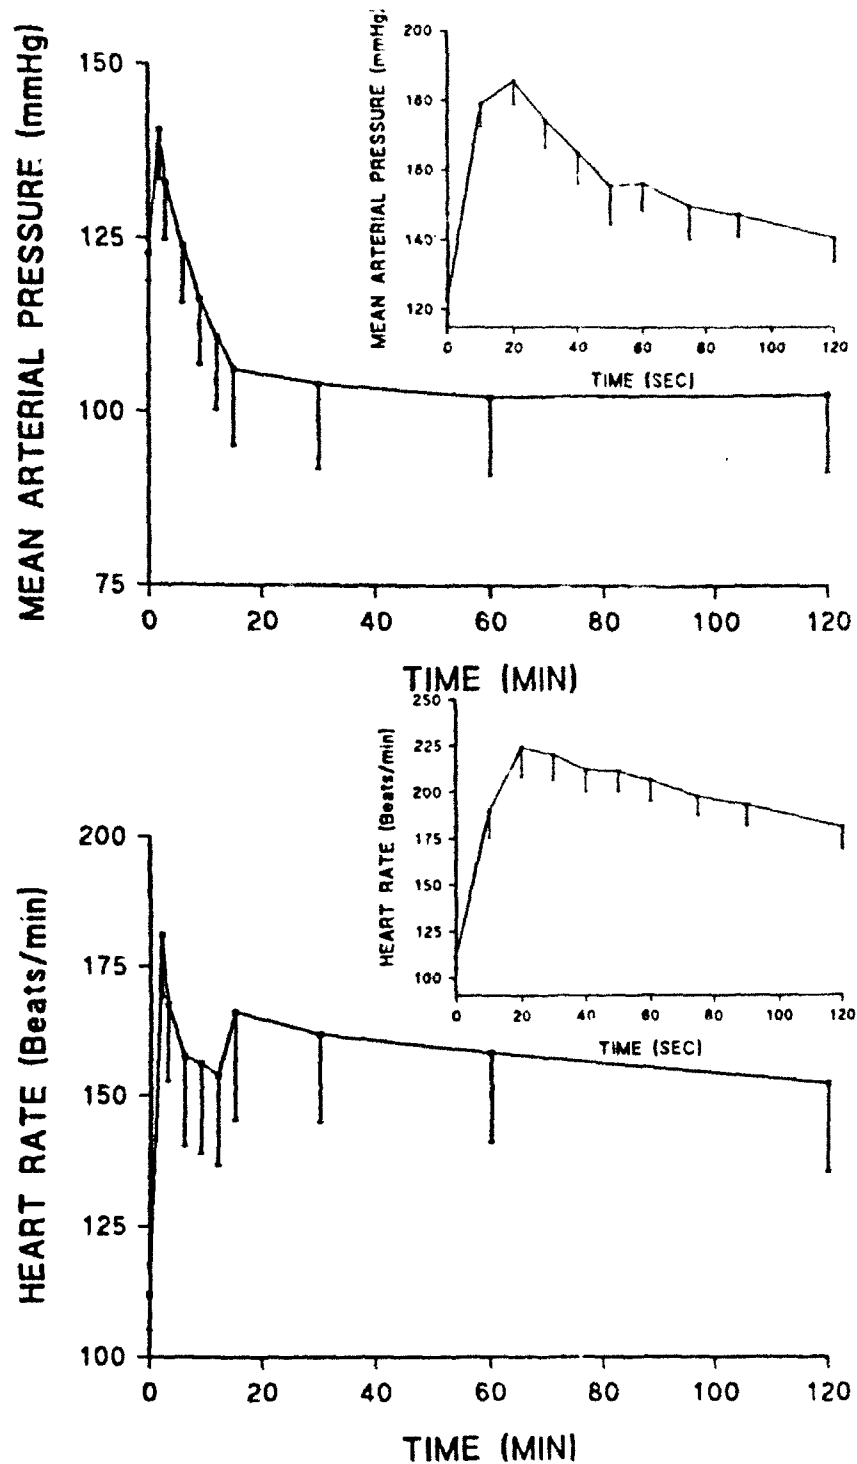 MEAN ARTERIAL PRESSURE (mmHg)
150
125
100
75
0 20 40 60 80 100 120
TIME (MIN)
MEAN ARTERIAL PRESSURE (mmHg)
200
180
160
140
120
0 20 40 60 80 100 120
TIME (SEC)
HEART RATE (Beats/min)
200
175
150
125
100
0 20 40 60 80 100 120
TIME (MIN)
HEART RATE (Beats/min)
250
225
200
175
150
125
100
0 20 40 60 80 100 120
TIME (SEC)